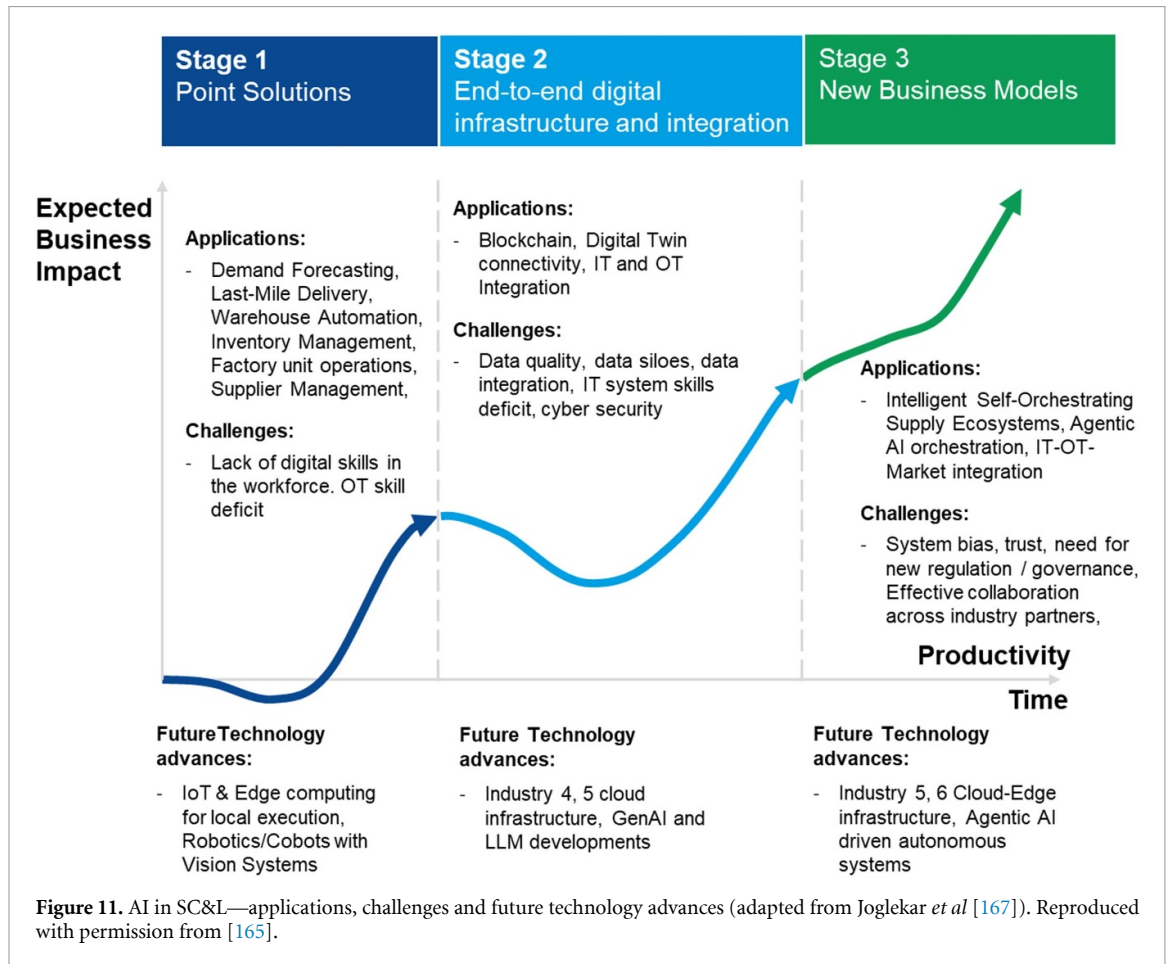 Stage 1
Point Solutions
Stage 2
End-to-end digital
infrastructure and integration
Stage 3
New Business Models
Expected
Business
Impact
Applications:
- Demand Forecasting,
Last-Mile Delivery,
Warehouse Automation,
Inventory Management,
Factory unit operations,
Supplier Management,
Challenges:
- Lack of digital skills in
the workforce. OT skill
deficit
Applications:
- Blockchain, Digital Twin
connectivity, IT and OT
Integration
Challenges:
- Data quality, data siloes, data
integration, IT system skills
deficit, cyber security
Applications:
- Intelligent Self-Orchestrating
Supply Ecosystems, Agentic
AI orchestration, IT-OT-
Market integration
Challenges:
- System bias, trust, need for
new regulation / governance,
Effective collaboration
across industry partners,
Productivity
Time
Future Technology
advances:
- IoT & Edge computing
for local execution,
Robotics/Cobots with
Vision Systems
Future Technology
advances:
- Industry 4, 5 cloud
infrastructure, GenAI and
LLM developments
Future Technology
advances:
- Industry 5, 6 Cloud-Edge
infrastructure, Agentic AI
driven autonomous
systems
Figure 11. AI in SC&L—applications, challenges and future technology advances (adapted from Joglekar et al [167]). Reproduced
with permission from [165].